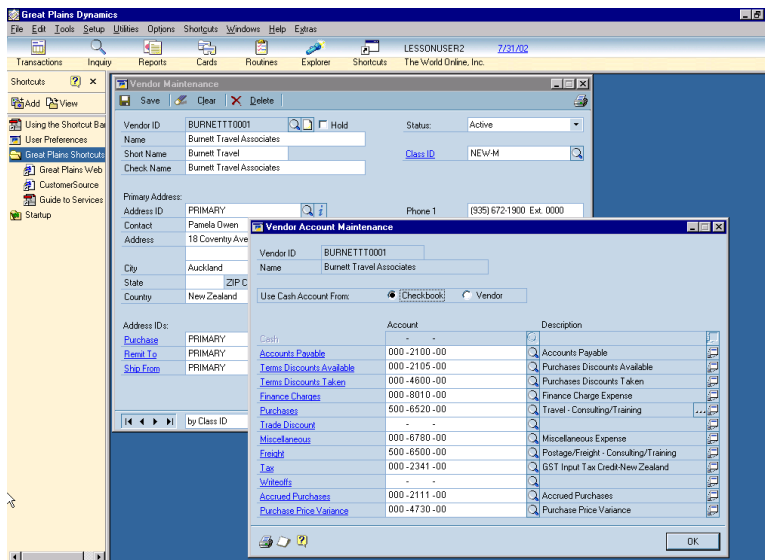 Great Plains Dynamics
File Edit Tools Setup Utilities Options Shortcuts Windows Help Extras
Transactions Inquiry Reports Cards Routines Explorer Shortcuts
LESSONUSER2 7/31/02
The World Online, Inc.
Shortcuts
Add View
Using the Shortcut Bar
User Preferences
Great Plains Shortcuts
Great Plains Web
CustomerSource
Guide to Services
Startup
Vendor Maintenance
Save Clear Delete
Vendor ID BURNETTT0001 Hold Status: Active
Name Burnett Travel Associates
Short Name Burnett Travel Class ID NEW-M
Check Name Burnett Travel Associates
Primary Address:
Address ID PRIMARY Phone 1 (935) 672-1900 Ext. 0000
Contact Pamela Owen
Address 18 Coventry Ave
City Auckland
State ZIP C
Country New Zealand
Address IDs:
Purchase PRIMARY
Remit To PRIMARY
Ship From PRIMARY
by Class ID
Vendor Account Maintenance
Vendor ID BURNETTT0001
Name Burnett Travel Associates
Use Cash Account From: Checkbook Vendor
Account Description
Cash - -
Accounts Payable 000-2100-00 Accounts Payable
Terms Discounts Available 000-2105-00 Purchases Discounts Available
Terms Discounts Taken 000-4600-00 Purchases Discounts Taken
Finance Charges 000-8010-00 Finance Charge Expense
Purchases 500-6520-00 Travel - Consulting/Training ...
Trade Discount - -
Miscellaneous 000-6780-00 Miscellaneous Expense
Freight 500-6500-00 Postage/Freight - Consulting/Training
Tax 000-2341-00 GST Input Tax Credit-New Zealand
Writeoffs - -
Accrued Purchases 000-2111-00 Accrued Purchases
Purchase Price Variance 000-4730-00 Purchase Price Variance
OK